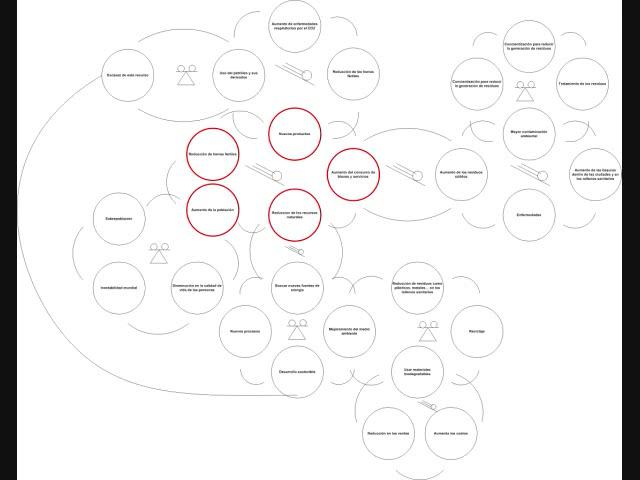 Aumento de enfermedades
respiratorias por el CO2
Escasez de este recurso
Uso del petróleo y sus
derivados
Reducción de las tierras
fértiles
Concientización para reducir
la generación de residuos
Concientización para reducir
la generación de residuos
Tratamiento de los residuos
Nuevos productos
Mayor contaminación
ambiental
Reducción de tierras fértiles
Aumento del consumo de
bienes y servicios
Aumento de los residuos
sólidos
Aumento de las basuras
dentro de las ciudades y en
los rellenos sanitarios
Aumento de la población
Reduccion de los recursos
naturales
Enfermedades
Sobrepoblación
Inestabilidad mundial
Disminución en la calidad de
vida de las personas
Buscar nuevas fuentes de
energía
Reducción de residuos como
plásticos, metales... en los
rellenos sanitarios
Nuevos procesos
Mejoramiento del medio
ambiente
Reciclaje
Desarrollo sostenible
Usar materiales
biodegradables
Reducción en las ventas
Aumenta los costos